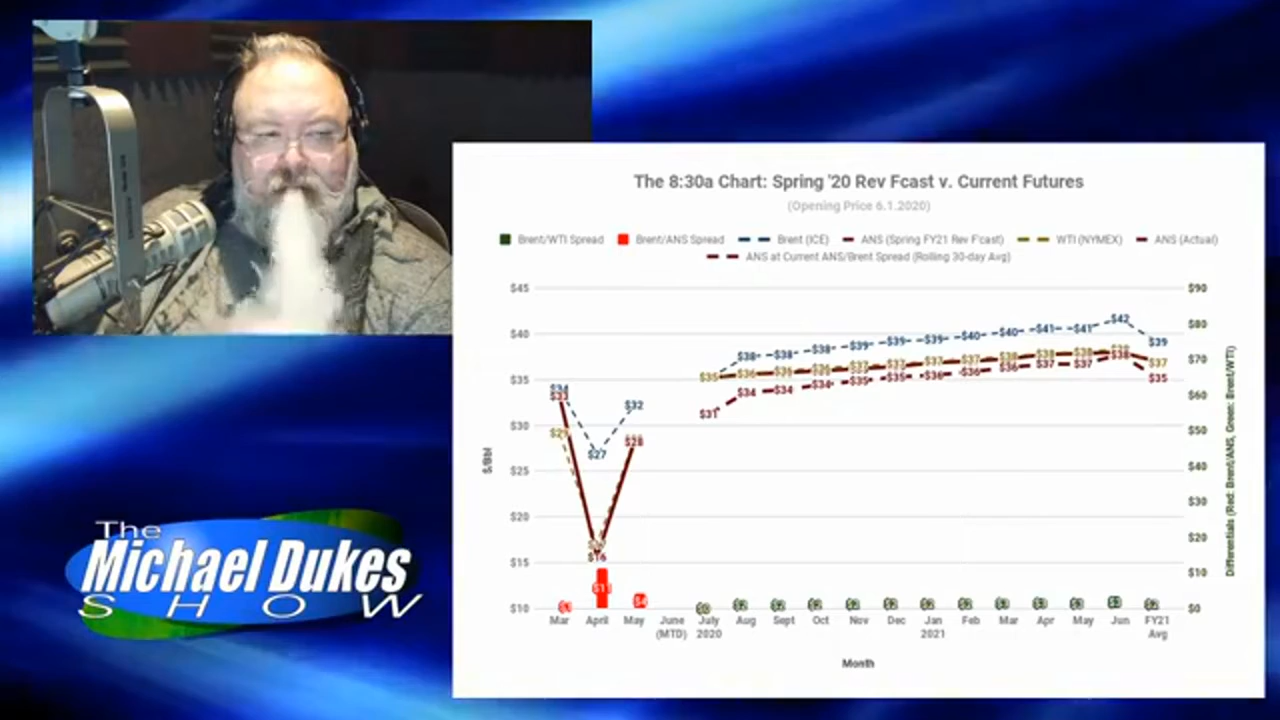 The 8:30a Chart: Spring '20 Rev Fcast v. Current Futures
(Opening Price 6.1.2020)
Brent/WTI Spread Brent/ANS Spread Brent (ICE) ANS (Spring FY21 Rev F'cast) WTI (NYMEX) ANS (Actual)
ANS at Current ANS/Brent Spread (Rolling 30-day Avg)
$45 $90
$80
$40
$70
$35
$60
$30
$50
$25
$40
$30
$20
$20
$15
$10
$10 $0
$/Bbl
Differentials (Red: Brent/ANS, Green: Brent/WTI)
$34 $27 $32 $38 $38 $38 $39 $39 $39 $40 $40 $41 $41 $42 $39
$33 $16 $28
$29 $35 $36 $37 $37 $37 $37 $38 $38 $37
$31 $34 $34 $34 $35 $35 $36 $36 $36 $37 $37 $38 $35
$11 $4
Mar April May June July Aug Sept Oct Nov Dec Jan Feb Mar Apr May Jun FY21
(MTD) 2020 2021 Avg
Month
The
Michael Dukes
SHOW